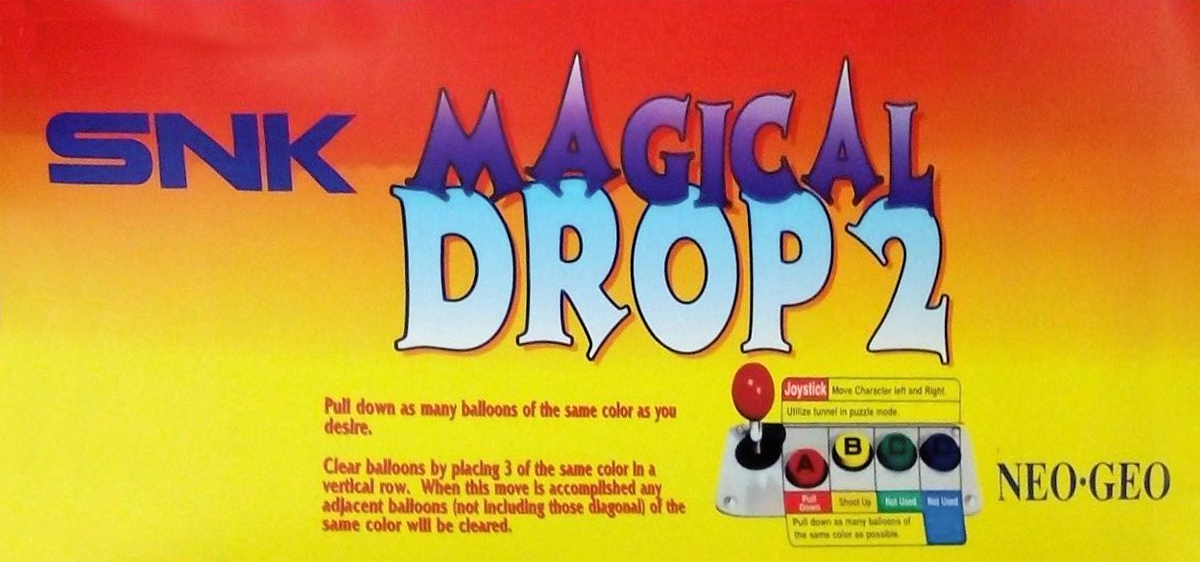 SNK
MAGICAL
DROP 2
Pull down as many balloons of the same color as you
desire.
Clear balloons by placing 3 of the same color in a
vertical row. When this move is accomplished any
adjacent balloons (not including those diagonal) of the
same color will be cleared.
Joystick Move Character left and Right.
Utilize tunnel in puzzle mode.
A B C D
Pull
Down
Shoot Up Not Used Not Used
Pull down as many balloons of
the same color as possible.
NEO·GEO